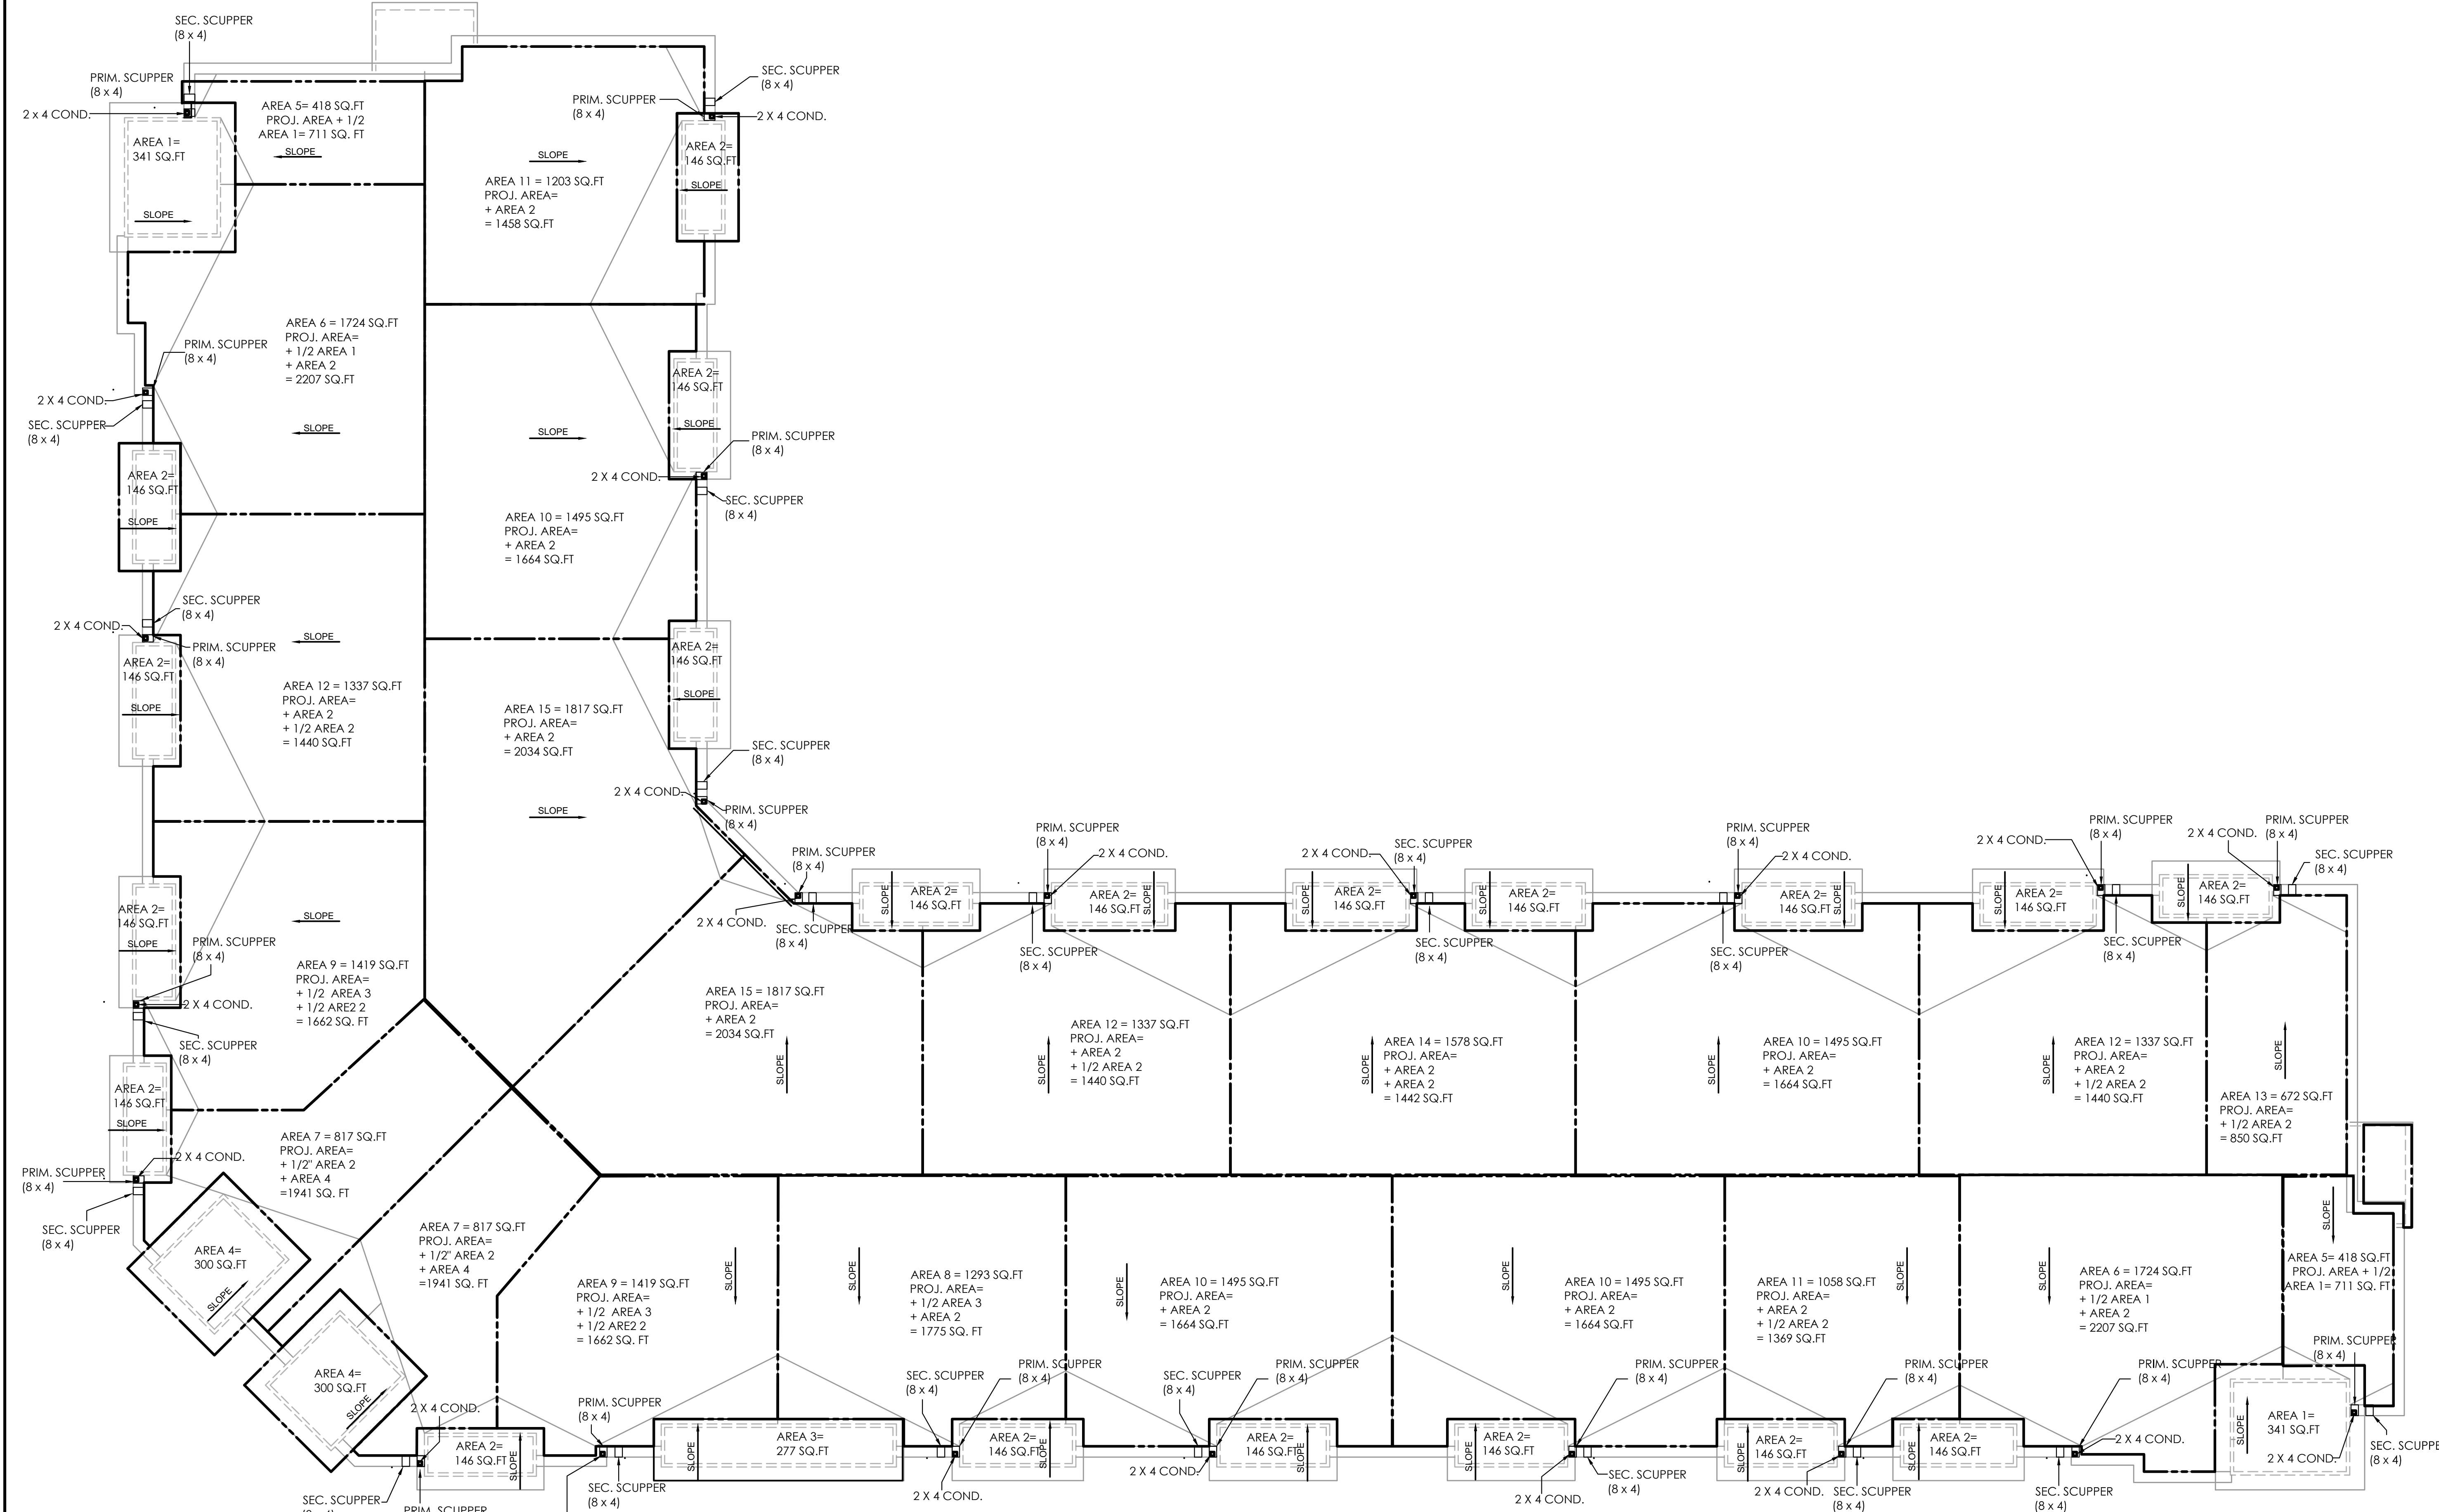 SEC. SCUPPER
(8 x 4)
PRIM. SCUPPER
(8 x 4)
2 x 4 COND.
AREA 5= 418 SQ.FT
PROJ. AREA + 1/2
AREA 1= 711 SQ. FT
SLOPE
AREA 1=
341 SQ.FT
SLOPE
SEC. SCUPPER
(8 x 4)
PRIM. SCUPPER
(8 x 4)
2 X 4 COND.
AREA 2=
146 SQ.FT
SLOPE
SLOPE
AREA 11 = 1203 SQ.FT
PROJ. AREA=
+ AREA 2
= 1458 SQ.FT
AREA 6 = 1724 SQ.FT
PROJ. AREA=
+ 1/2 AREA 1
+ AREA 2
= 2207 SQ.FT
PRIM. SCUPPER
(8 x 4)
2 X 4 COND.
SEC. SCUPPER
(8 x 4)
SLOPE
SLOPE
AREA 2=
146 SQ.FT
SLOPE
PRIM. SCUPPER
(8 x 4)
2 X 4 COND.
SEC. SCUPPER
(8 x 4)
AREA 2=
146 SQ.FT
SLOPE
AREA 10 = 1495 SQ.FT
PROJ. AREA=
+ AREA 2
= 1664 SQ.FT
SEC. SCUPPER
(8 x 4)
2 X 4 COND.
PRIM. SCUPPER
(8 x 4)
SLOPE
AREA 2=
146 SQ.FT
SLOPE
AREA 2=
146 SQ.FT
SLOPE
AREA 12 = 1337 SQ.FT
PROJ. AREA=
+ AREA 2
+ 1/2 AREA 2
= 1440 SQ.FT
AREA 15 = 1817 SQ.FT
PROJ. AREA=
+ AREA 2
= 2034 SQ.FT
SEC. SCUPPER
(8 x 4)
2 X 4 COND.
PRIM. SCUPPER
(8 x 4)
SLOPE
PRIM. SCUPPER
(8 x 4)
PRIM. SCUPPER
(8 x 4)
2 X 4 COND.
2 X 4 COND.
SEC. SCUPPER
(8 x 4)
PRIM. SCUPPER
(8 x 4)
2 X 4 COND.
2 X 4 COND.
PRIM. SCUPPER
(8 x 4)
2 X 4 COND.
PRIM. SCUPPER
(8 x 4)
SEC. SCUPPER
(8 x 4)
SLOPE
AREA 2=
146 SQ.FT
AREA 2=
146 SQ.FT
SLOPE
SLOPE
AREA 2=
146 SQ.FT
SLOPE
AREA 2=
146 SQ.FT
AREA 2=
146 SQ.FT
SLOPE
SLOPE
AREA 2=
146 SQ.FT
SLOPE
AREA 2=
146 SQ.FT
AREA 2=
146 SQ.FT
SLOPE
SLOPE
PRIM. SCUPPER
(8 x 4)
2 X 4 COND.
SEC. SCUPPER
(8 x 4)
2 X 4 COND.
SEC. SCUPPER
(8 x 4)
SEC. SCUPPER
(8 x 4)
SEC. SCUPPER
(8 x 4)
SEC. SCUPPER
(8 x 4)
SEC. SCUPPER
(8 x 4)
AREA 9 = 1419 SQ.FT
PROJ. AREA=
+ 1/2  AREA 3
+ 1/2 ARE2 2
= 1662 SQ. FT
AREA 15 = 1817 SQ.FT
PROJ. AREA=
+ AREA 2
= 2034 SQ.FT
SLOPE
AREA 12 = 1337 SQ.FT
PROJ. AREA=
+ AREA 2
+ 1/2 AREA 2
= 1440 SQ.FT
SLOPE
AREA 14 = 1578 SQ.FT
PROJ. AREA=
+ AREA 2
+ AREA 2
= 1442 SQ.FT
SLOPE
AREA 10 = 1495 SQ.FT
PROJ. AREA=
+ AREA 2
= 1664 SQ.FT
SLOPE
AREA 12 = 1337 SQ.FT
PROJ. AREA=
+ AREA 2
+ 1/2 AREA 2
= 1440 SQ.FT
SLOPE
AREA 13 = 672 SQ.FT
PROJ. AREA=
+ 1/2 AREA 2
= 850 SQ.FT
SLOPE
AREA 2=
146 SQ.FT
SLOPE
2 X 4 COND.
PRIM. SCUPPER
(8 x 4)
SEC. SCUPPER
(8 x 4)
AREA 7 = 817 SQ.FT
PROJ. AREA=
+ 1/2" AREA 2
+ AREA 4
=1941 SQ. FT
AREA 4=
300 SQ.FT
SLOPE
AREA 7 = 817 SQ.FT
PROJ. AREA=
+ 1/2" AREA 2
+ AREA 4
=1941 SQ. FT
AREA 4=
300 SQ.FT
SLOPE
AREA 9 = 1419 SQ.FT
PROJ. AREA=
+ 1/2  AREA 3
+ 1/2 ARE2 2
= 1662 SQ. FT
SLOPE
SLOPE
AREA 8 = 1293 SQ.FT
PROJ. AREA=
+ 1/2 AREA 3
+ AREA 2
= 1775 SQ. FT
SLOPE
AREA 10 = 1495 SQ.FT
PROJ. AREA=
+ AREA 2
= 1664 SQ.FT
SLOPE
AREA 10 = 1495 SQ.FT
PROJ. AREA=
+ AREA 2
= 1664 SQ.FT
AREA 11 = 1058 SQ.FT
PROJ. AREA=
+ AREA 2
+ 1/2 AREA 2
= 1369 SQ.FT
SLOPE
SLOPE
AREA 6 = 1724 SQ.FT
PROJ. AREA=
+ 1/2 AREA 1
+ AREA 2
= 2207 SQ.FT
SLOPE
AREA 5= 418 SQ.FT
PROJ. AREA + 1/2
AREA 1= 711 SQ. FT
PRIM. SCUPPER
(8 x 4)
2 X 4 COND.
PRIM. SCUPPER
(8 x 4)
SEC. SCUPPER
(8 x 4)
PRIM. SCUPPER
(8 x 4)
SEC. SCUPPER
(8 x 4)
PRIM. SCUPPER
(8 x 4)
PRIM. SCUPPER
(8 x 4)
PRIM. SCUPPER
(8 x 4)
PRIM. SCUPPER
(8 x 4)
AREA 2=
146 SQ.FT
SLOPE
SLOPE
AREA 3=
277 SQ.FT
AREA 2=
146 SQ.FT
SLOPE
AREA 2=
146 SQ.FT
SLOPE
SLOPE
AREA 2=
146 SQ.FT
SLOPE
AREA 2=
146 SQ.FT
SLOPE
AREA 2=
146 SQ.FT
2 X 4 COND.
SLOPE
AREA 1=
341 SQ.FT
2 X 4 COND.
SEC. SCUPPER
(8 x 4)
2 X 4 COND.
SEC. SCUPPER
PRIM. SCUPPER
SEC. SCUPPER
(8 x 4)
2 X 4 COND.
2 X 4 COND.
SEC. SCUPPER
(8 x 4)
2 X 4 COND.
SEC. SCUPPER
(8 x 4)
SEC. SCUPPER
(8 x 4)